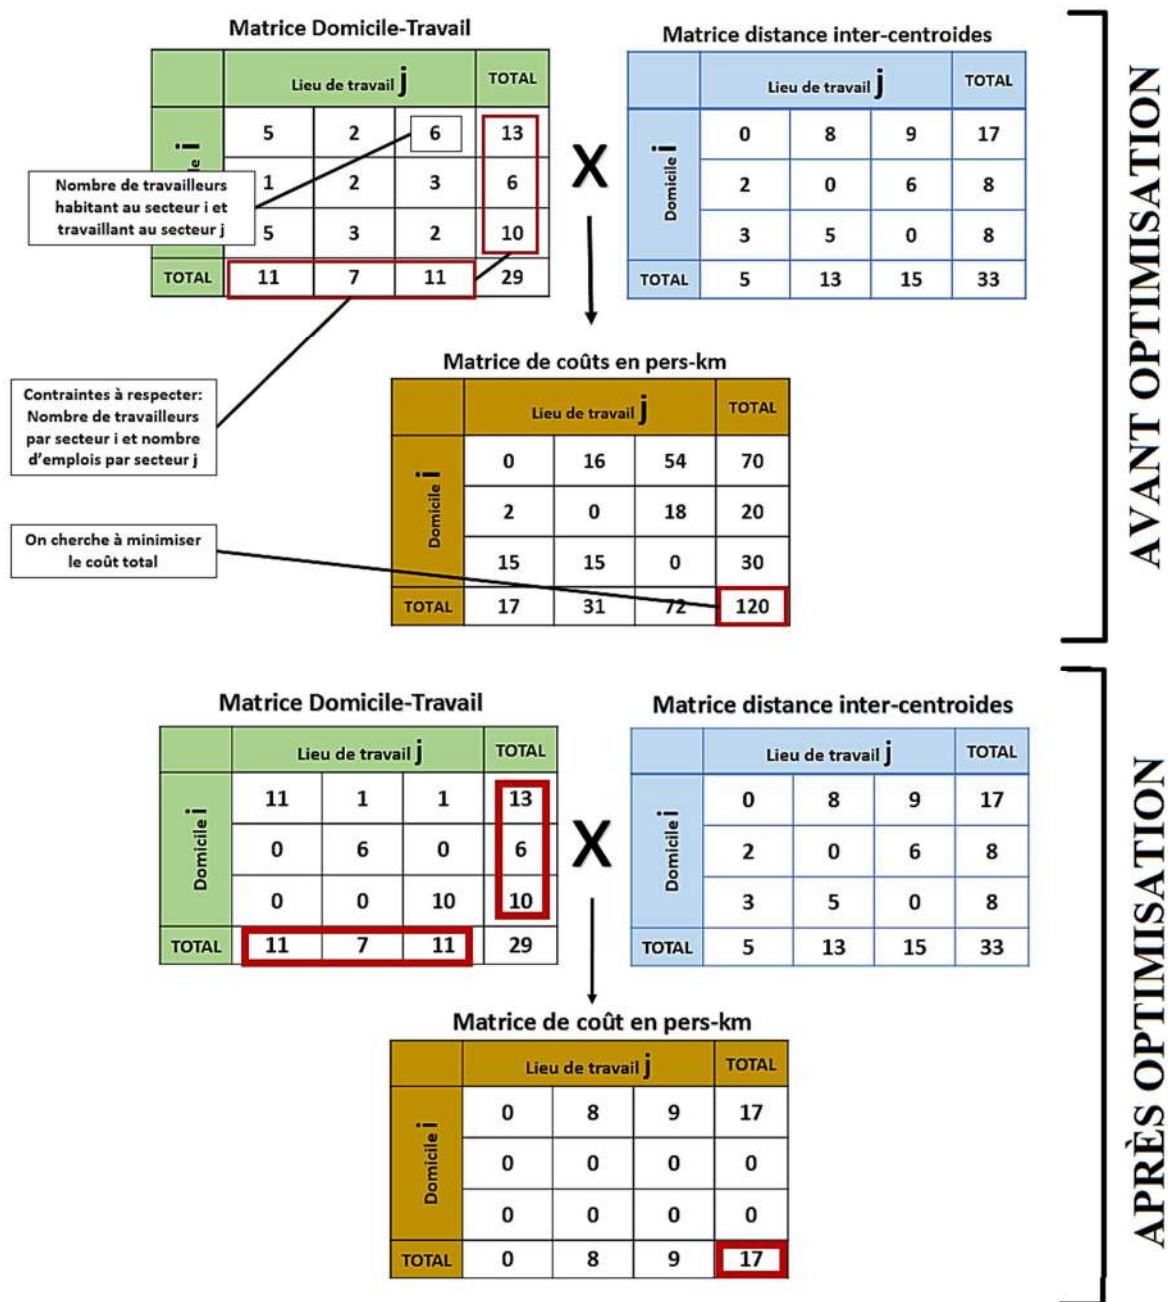 Matrice Domicile-Travail
Lieu de travail j TOTAL
Domicile i
5 2 6 13
1 2 3 6
5 3 2 10
TOTAL 11 7 11 29
X
Matrice distance inter-centroides
Lieu de travail j TOTAL
Domicile i
0 8 9 17
2 0 6 8
3 5 0 8
TOTAL 5 13 15 33
Nombre de travailleurs
habitant au secteur i et
travaillant au secteur j
Contraintes à respecter:
Nombre de travailleurs
par secteur i et nombre
d'emplois par secteur j
On cherche à minimiser
le coût total
Matrice de coûts en pers-km
Lieu de travail j TOTAL
Domicile i
0 16 54 70
2 0 18 20
15 15 0 30
TOTAL 17 31 72 120
AVANT OPTIMISATION
Matrice Domicile-Travail
Lieu de travail j TOTAL
Domicile i
11 1 1 13
0 6 0 6
0 0 10 10
TOTAL 11 7 11 29
X
Matrice distance inter-centroides
Lieu de travail j TOTAL
Domicile i
0 8 9 17
2 0 6 8
3 5 0 8
TOTAL 5 13 15 33
Matrice de coût en pers-km
Lieu de travail j TOTAL
Domicile i
0 8 9 17
0 0 0 0
0 0 0 0
TOTAL 0 8 9 17
APRÈS OPTIMISATION